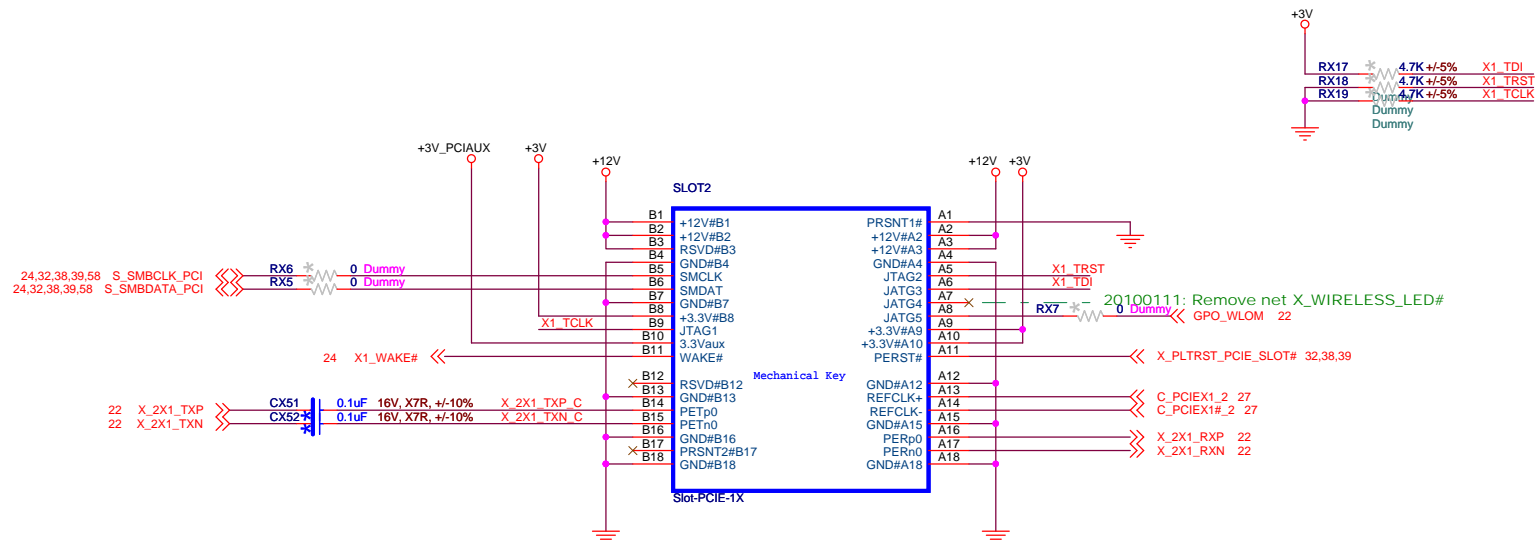 +3V
RX17 4.7K +/-5% X1_TDI
RX18 4.7K +/-5% X1_TRST
RX19 4.7K +/-5% X1_TCLK
Dummy
Dummy
Dummy
+3V_PCIAUX +3V +12V +12V +3V
SLOT2
B1 +12V#B1 PRSNT1# A1
B2 +12V#B2 +12V#A2 A2
B3 RSVD#B3 +12V#A3 A3
B4 GND#B4 GND#A4 A4
24,32,38,39,58 S_SMBCLK_PCI RX6 0 Dummy B5 SMCLK JTAG2 A5 X1_TRST
24,32,38,39,58 S_SMBDATA_PCI RX5 0 Dummy B6 SMDAT JATG3 A6 X1_TDI
B7 GND#B7 JATG4 A7 20100111: Remove net X_WIRELESS_LED#
B8 +3.3V#B8 JATG5 A8 RX7 0 Dummy GPO_WLOM 22
X1_TCLK B9 JTAG1 +3.3V#A9 A9
B10 3.3Vaux +3.3V#A10 A10
24 X1_WAKE# B11 WAKE# PERST# A11 X_PLTRST_PCIE_SLOT# 32,38,39
Mechanical Key
B12 RSVD#B12 GND#A12 A12
B13 GND#B13 REFCLK+ A13 C_PCIEX1_2 27
22 X_2X1_TXP CX51 0.1uF 16V, X7R, +/-10% X_2X1_TXP_C B14 PETp0 REFCLK- A14 C_PCIEX1#_2 27
22 X_2X1_TXN CX52 0.1uF 16V, X7R, +/-10% X_2X1_TXN_C B15 PETn0 GND#A15 A15
B16 GND#B16 PERp0 A16 X_2X1_RXP 22
B17 PRSNT2#B17 PERn0 A17 X_2X1_RXN 22
B18 GND#B18 GND#A18 A18
Slot-PCIE-1X